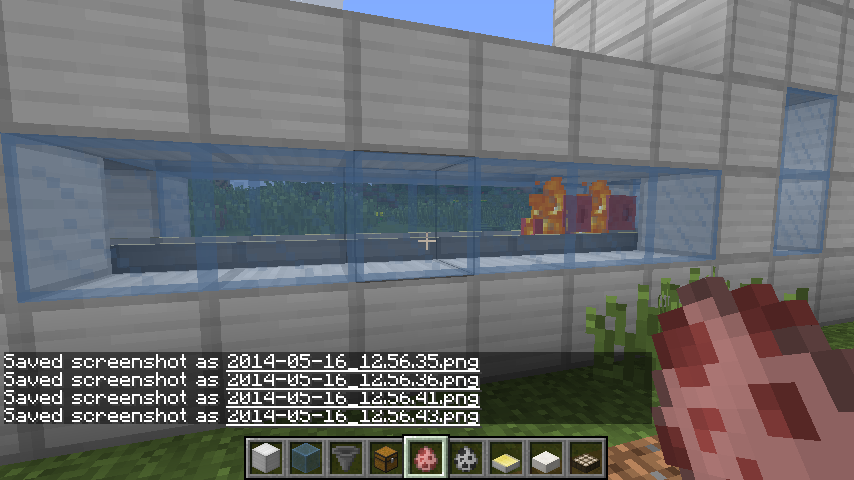 Saved screenshot as 2014-05-16_12.56.35.png
Saved screenshot as 2014-05-16_12.56.36.png
Saved screenshot as 2014-05-16_12.56.41.png
Saved screenshot as 2014-05-16_12.56.43.png